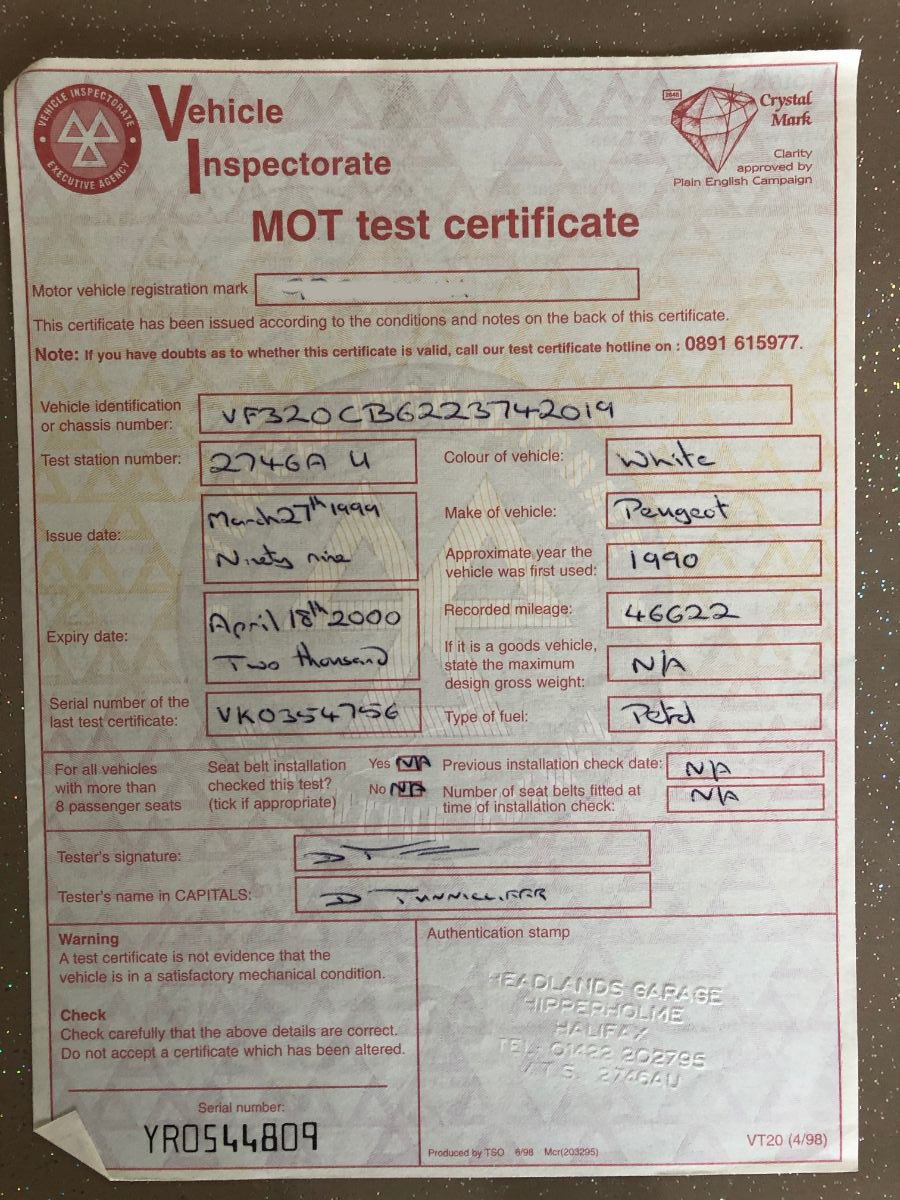 VEHICLE INSPECTORATE
EXECUTIVE AGENCY
Vehicle
Inspectorate
2646
Crystal
Mark
Clarity
approved by
Plain English Campaign
MOT test certificate
Motor vehicle registration mark
This certificate has been issued according to the conditions and notes on the back of this certificate.
Note: If you have doubts as to whether this certificate is valid, call our test certificate hotline on : 0891 615977.
Vehicle identification
or chassis number:
VF320CB6223742019
Test station number:
2746A U
Colour of vehicle:
White
Issue date:
March 27th 1999
Ninety nine
Make of vehicle:
Peugeot
Approximate year the
vehicle was first used:
1990
Expiry date:
April 18th 2000
Two thousand
Recorded mileage:
46622
If it is a goods vehicle,
state the maximum
design gross weight:
N/A
Serial number of the
last test certificate:
VK0354756
Type of fuel:
Petrol
For all vehicles
with more than
8 passenger seats
Seat belt installation
checked this test?
(tick if appropriate)
Yes N/A
No N/A
Previous installation check date:
N/A
Number of seat belts fitted at
time of installation check:
N/A
Tester's signature:
Tester's name in CAPITALS:
D TUNNICLIFFE
Warning
A test certificate is not evidence that the
vehicle is in a satisfactory mechanical condition.
Check
Check carefully that the above details are correct.
Do not accept a certificate which has been altered.
Serial number:
YR0544809
Authentication stamp
HEADLANDS GARAGE
HIPPERHOLME
HALIFAX
TEL: 01422 202795
V.T.S. 2746AU
Produced by TSO 6/98 Mcr(203295)
VT20 (4/98)